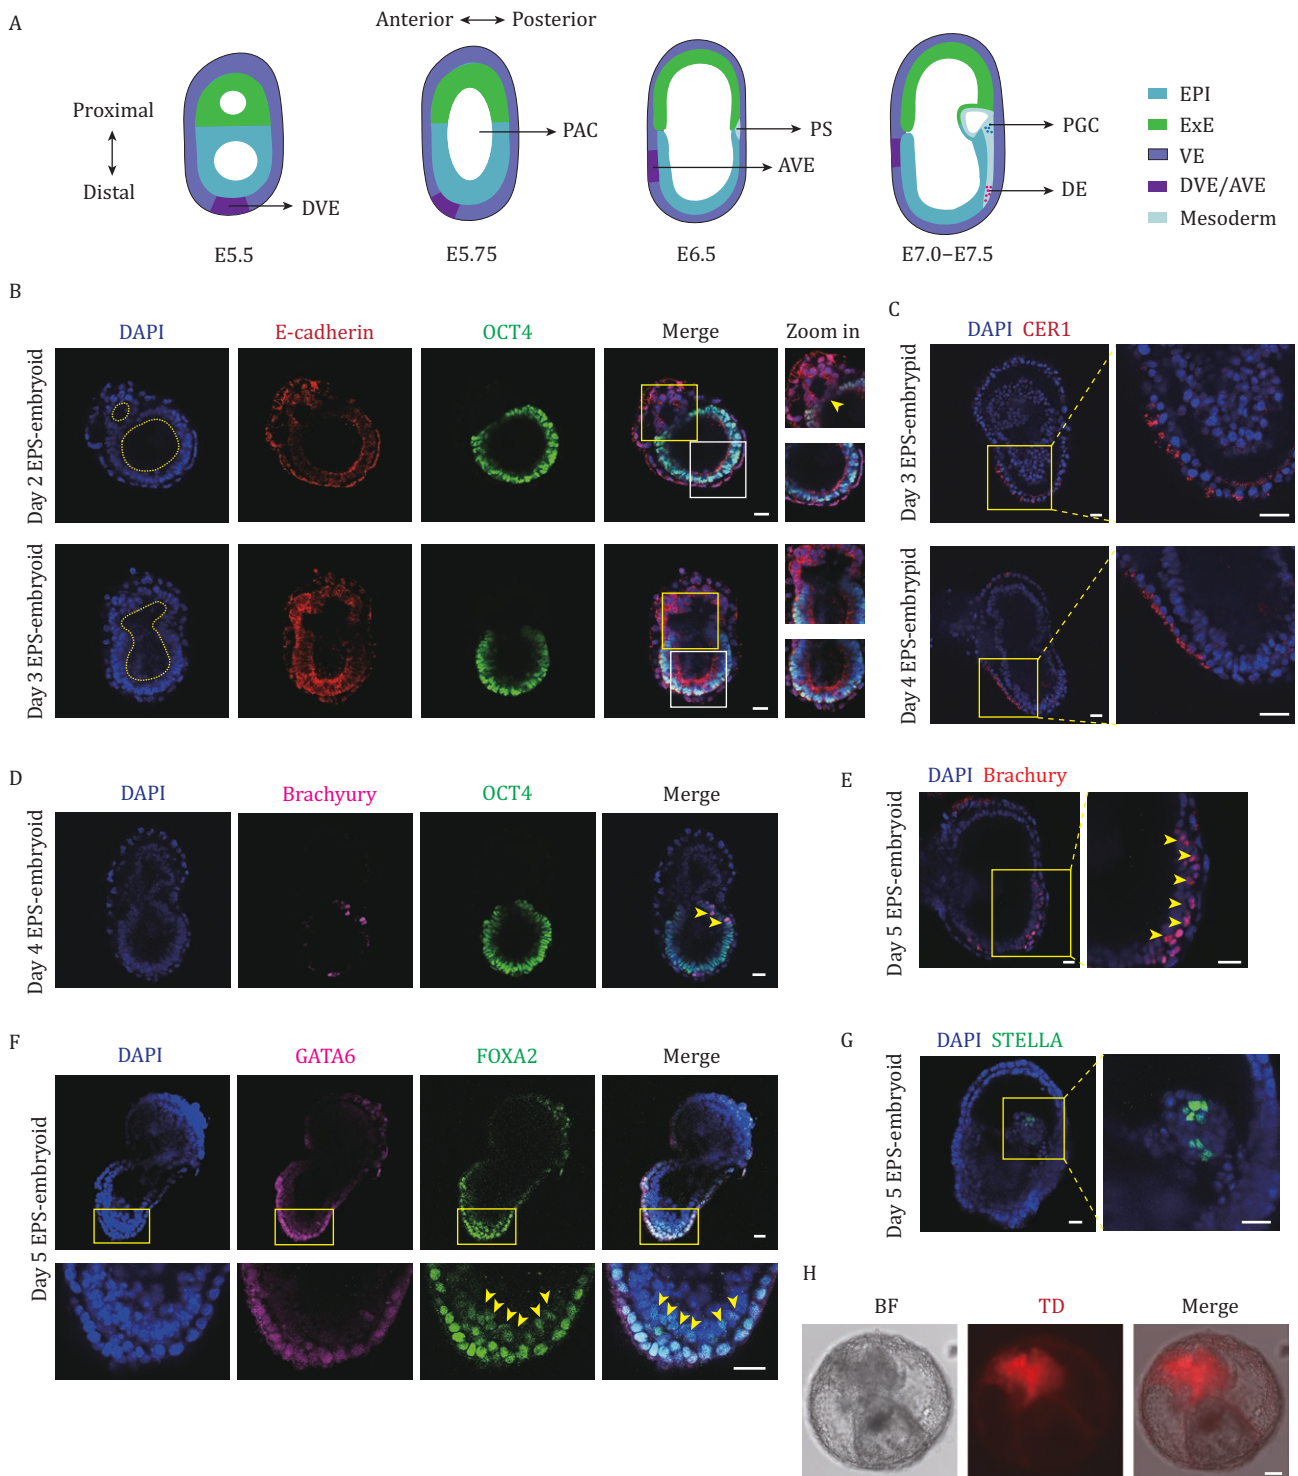 A
Anterior ↔ Posterior
Proximal
Distal
DVE
PAC
PS
AVE
PGC
DE
E5.5
E5.75
E6.5
E7.0–E7.5
EPI
ExE
VE
DVE/AVE
Mesoderm
B
DAPI
E-cadherin
OCT4
Merge
Zoom in
Day 2 EPS-embryoid
Day 3 EPS-embryoid
C
DAPI CER1
Day 3 EPS-embrypid
Day 4 EPS-embrypid
D
DAPI
Brachyury
OCT4
Merge
Day 4 EPS-embryoid
E
DAPI Brachury
Day 5 EPS-embryoid
F
DAPI
GATA6
FOXA2
Merge
Day 5 EPS-embryoid
G
DAPI STELLA
Day 5 EPS-embryoid
H
BF
TD
Merge